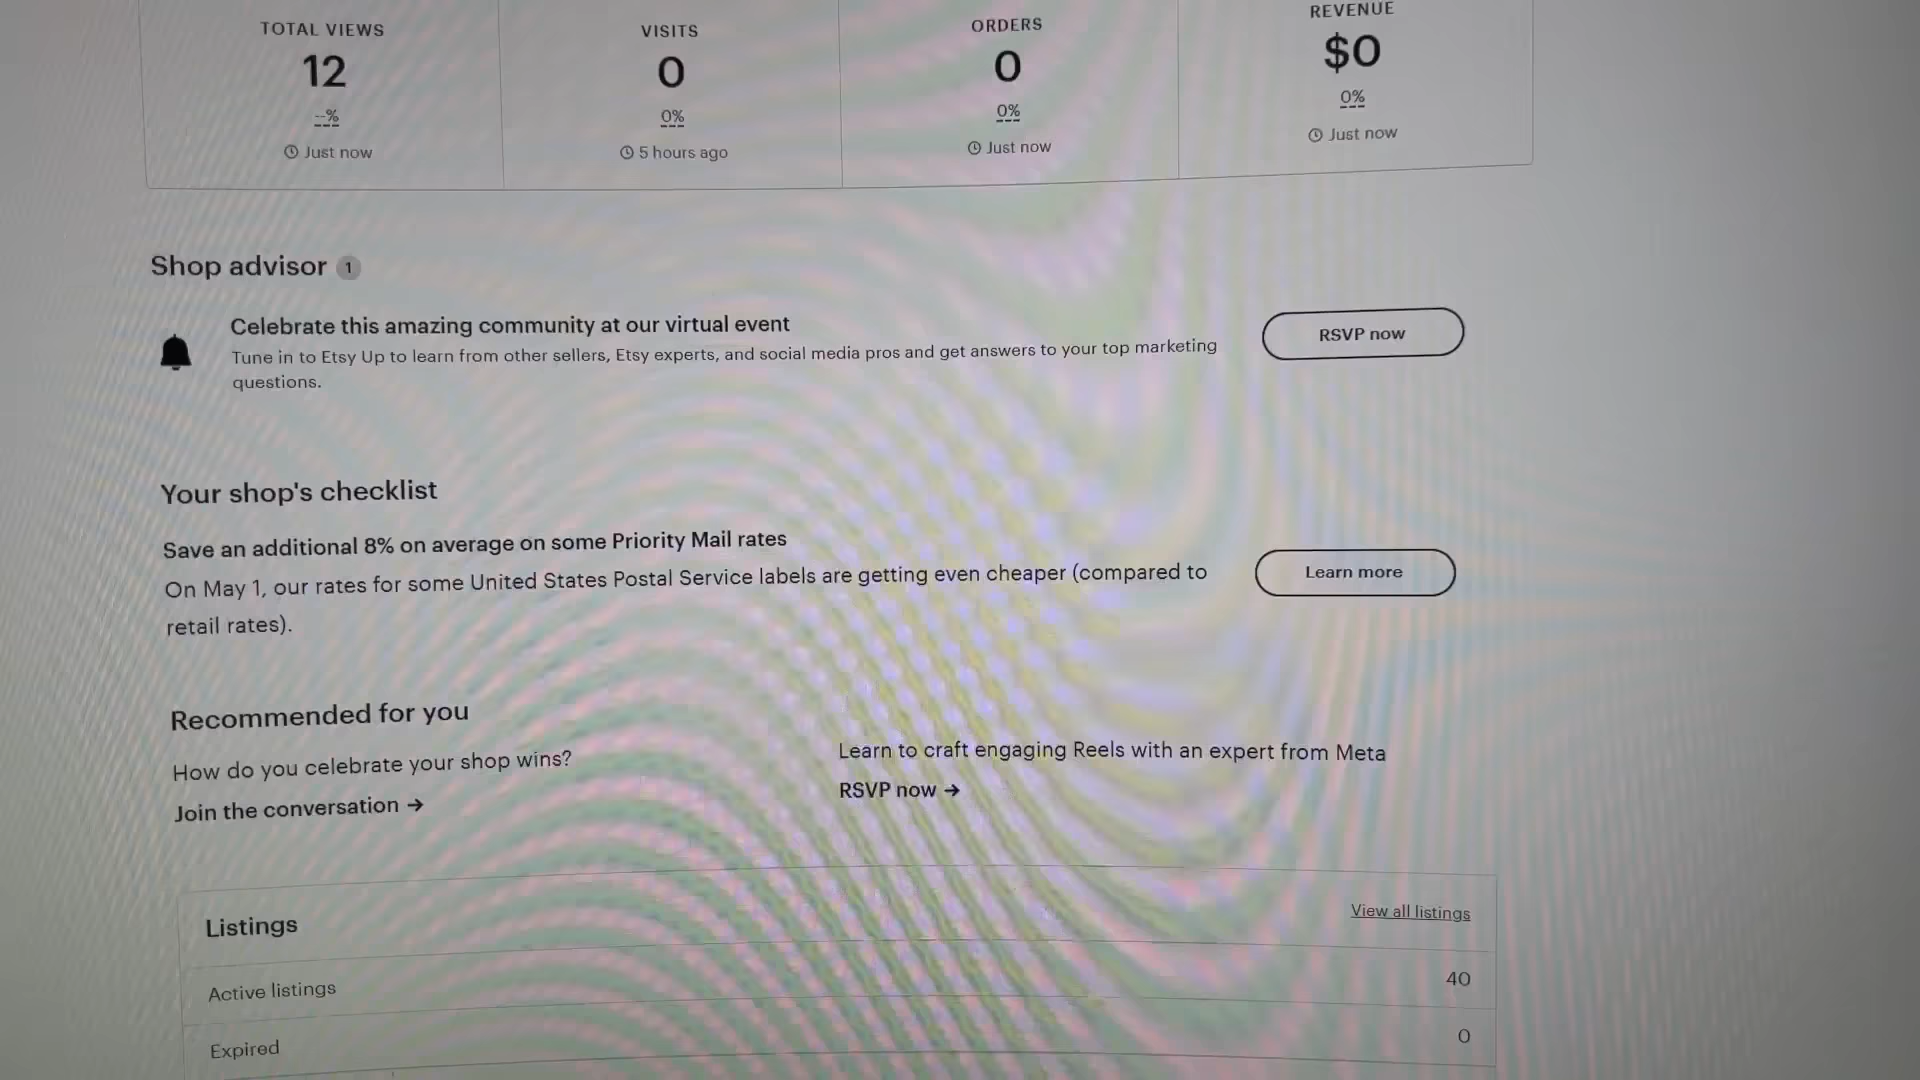 TOTAL VIEWS
12
--%
Just now
VISITS
0
0%
5 hours ago
ORDERS
0
0%
Just now
REVENUE
$0
0%
Just now
Shop advisor 1
Celebrate this amazing community at our virtual event
Tune in to Etsy Up to learn from other sellers, Etsy experts, and social media pros and get answers to your top marketing
questions.
RSVP now
Your shop's checklist
Save an additional 8% on average on some Priority Mail rates
On May 1, our rates for some United States Postal Service labels are getting even cheaper (compared to
retail rates).
Learn more
Recommended for you
How do you celebrate your shop wins?
Join the conversation →
Learn to craft engaging Reels with an expert from Meta
RSVP now →
Listings
View all listings
Active listings
40
Expired
0